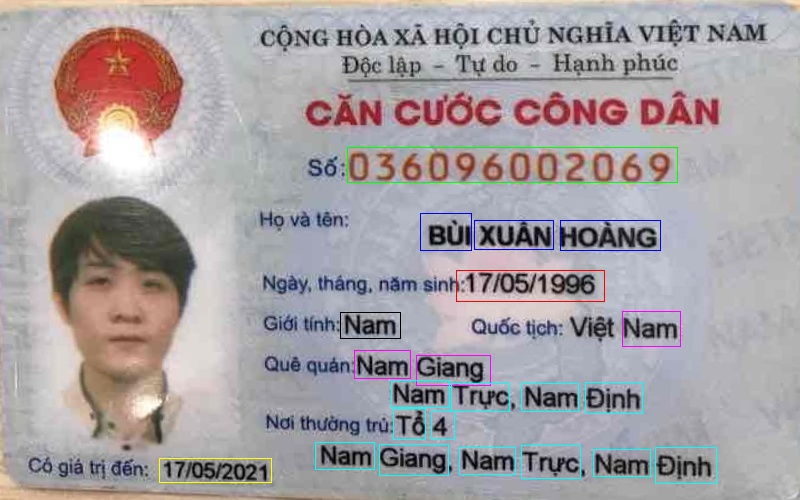 CỘNG HÒA XÃ HỘI CHỦ NGHĨA VIỆT NAM
Độc lập - Tự do - Hạnh phúc
CĂN CƯỚC CÔNG DÂN
Số: 036096002069
Họ và tên: BÙI XUÂN HOÀNG
Ngày, tháng, năm sinh: 17/05/1996
Giới tính: Nam Quốc tịch: Việt Nam
Quê quán: Nam Giang
Nam Trực, Nam Định
Nơi thường trú: Tổ 4
Nam Giang, Nam Trực, Nam Định
Có giá trị đến: 17/05/2021